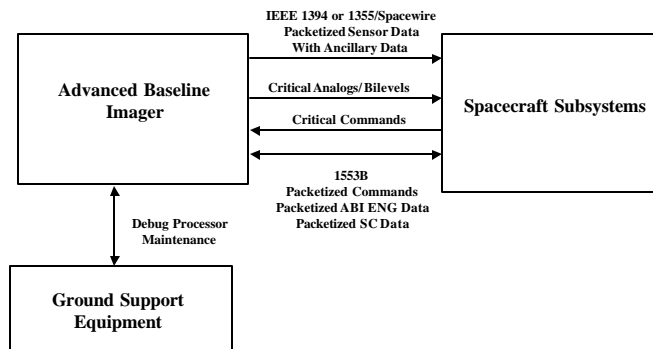 IEEE 1394 or 1355/Spacewire
Packetized Sensor Data
With Ancillary Data
Advanced Baseline
Imager
Critical Analogs/Bilevels
Critical Commands
Spacecraft Subsystems
1553B
Packetized Commands
Packetized ABI ENG Data
Packetized SC Data
Debug Processor
Maintenance
Ground Support
Equipment